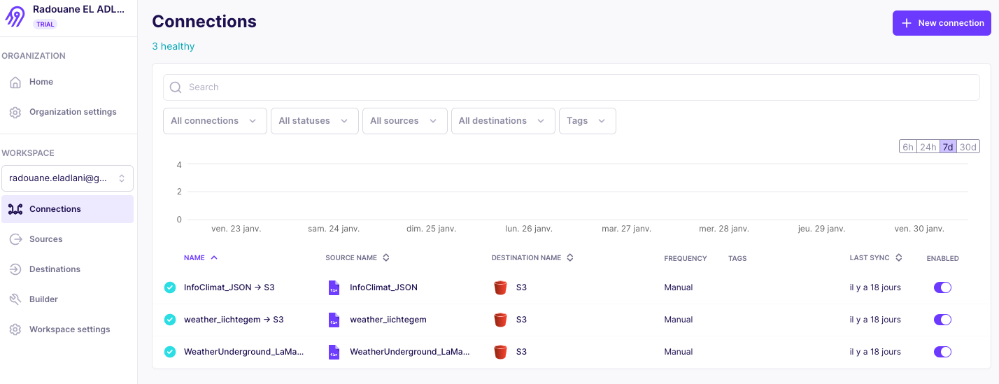 Radouane EL ADL...
TRIAL
ORGANIZATION
Home
Organization settings
WORKSPACE
radouane.eladlani@g...
Connections
Sources
Destinations
Builder
Workspace settings
Connections
New connection
3 healthy
Search
All connections All statuses All sources All destinations Tags
6h 24h 7d 30d
4
2
0
ven. 23 janv. sam. 24 janv. dim. 25 janv. lun. 26 janv. mar. 27 janv. mer. 28 janv. jeu. 29 janv. ven. 30 janv.
NAME SOURCE NAME DESTINATION NAME FREQUENCY TAGS LAST SYNC ENABLED
InfoClimat_JSON → S3 InfoClimat_JSON S3 Manual il y a 18 jours
weather_iichtegem → S3 weather_iichtegem S3 Manual il y a 18 jours
WeatherUnderground_LaMa... WeatherUnderground_LaMa... S3 Manual il y a 18 jours